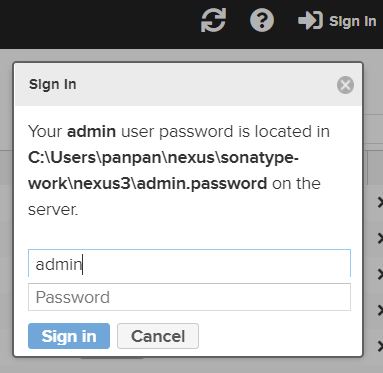 Sign in
Sign In
Your admin user password is located in
C:\Users\panpan\nexus\sonatype-
work\nexus3\admin.password on the
server.
admin
Password
Sign in
Cancel